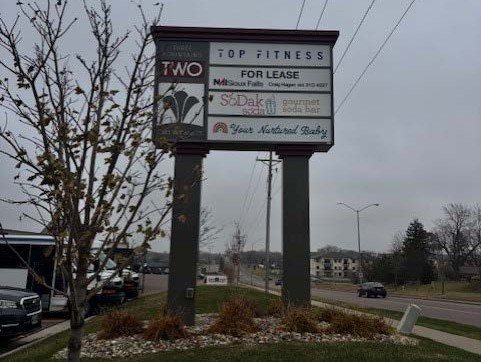 TWO
TOP FITNESS
FOR LEASE
NAI Sioux Falls
SoDak soda
gourmet soda bar
Your Nurtured Baby